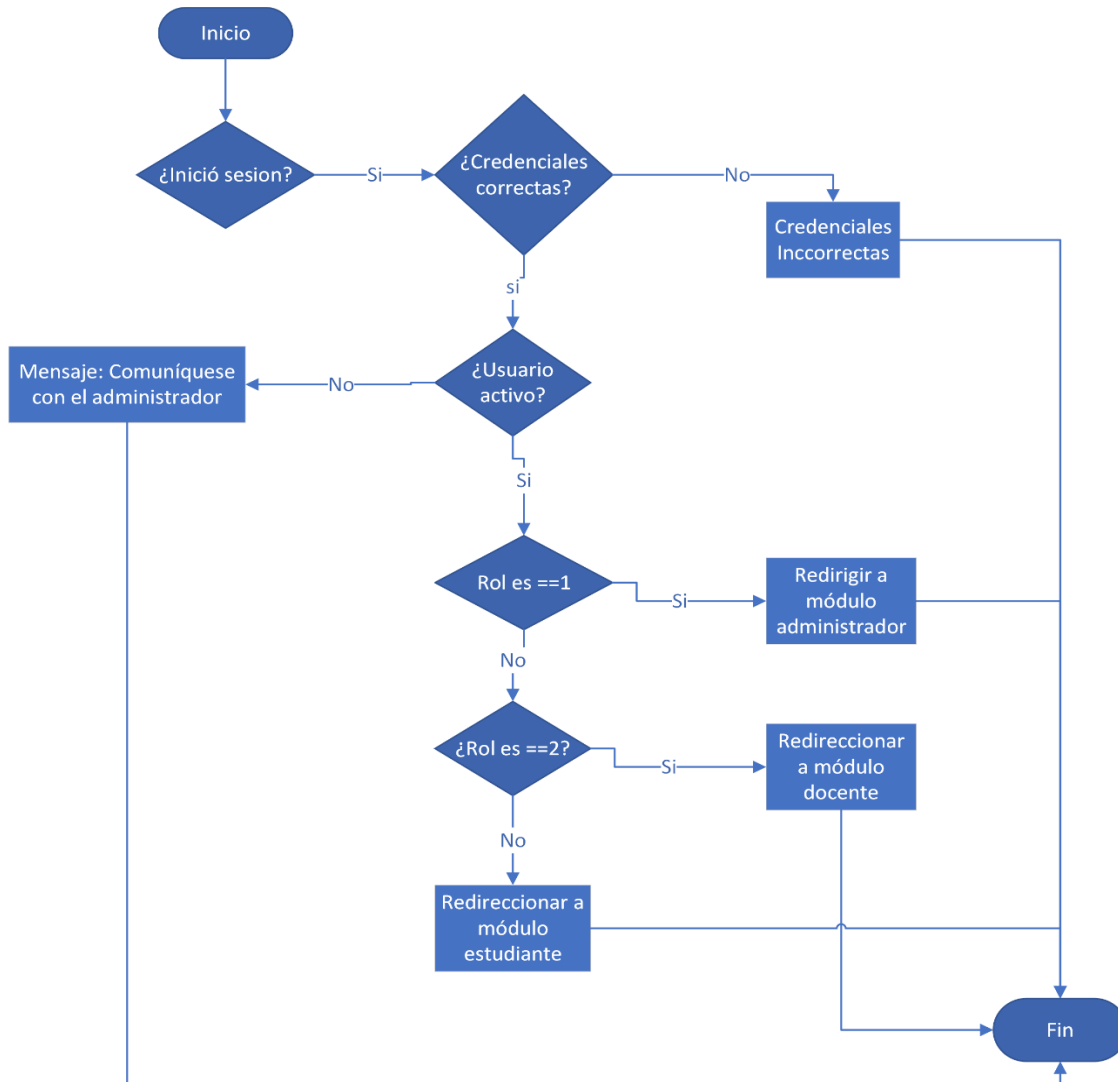 Inicio
¿Inició sesion?
Si
¿Credenciales
correctas?
No
Credenciales
Inccorrectas
si
¿Usuario
activo?
No
Mensaje: Comuníquese
con el administrador
Si
Rol es ==1
Si
Redirigir a
módulo
administrador
No
¿Rol es ==2?
Si
Redireccionar
a módulo
docente
No
Redireccionar a
módulo
estudiante
Fin